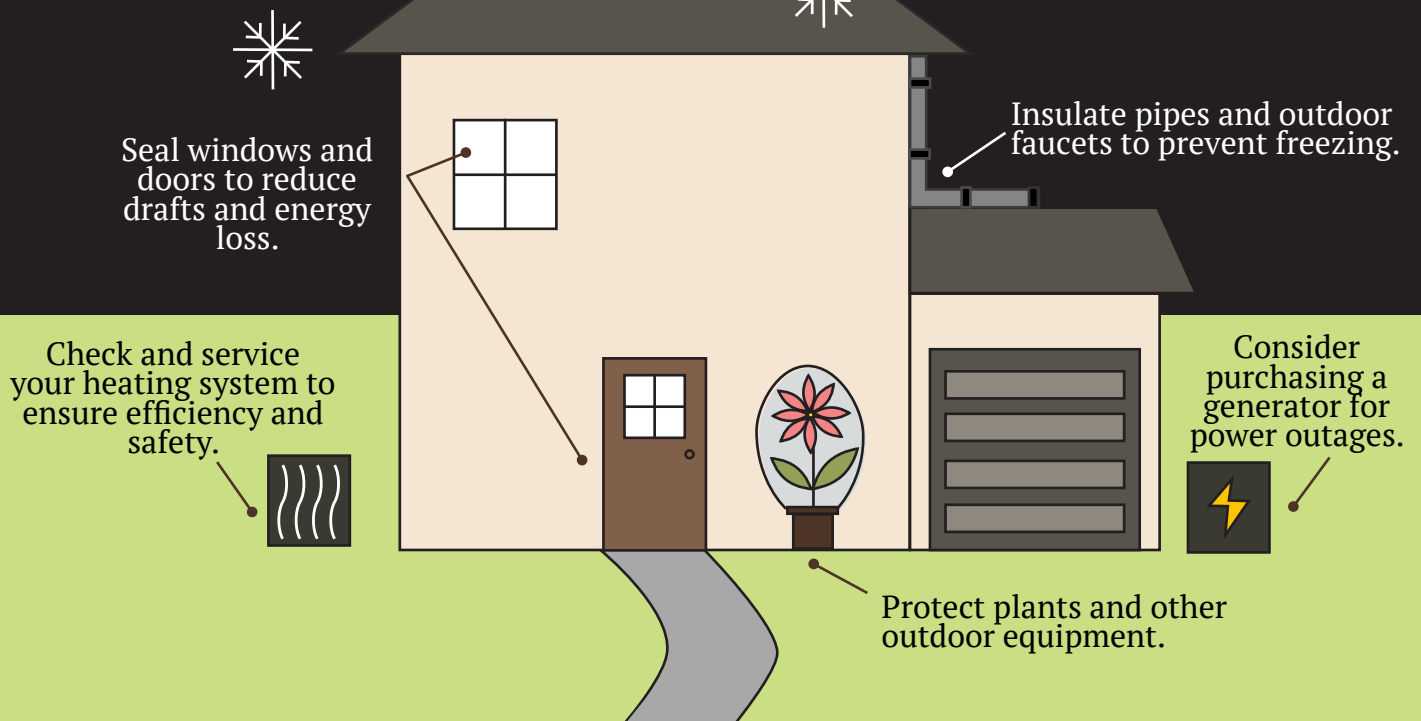 Insulate pipes and outdoor
faucets to prevent freezing.
Seal windows and
doors to reduce
drafts and energy
loss.
Check and service
your heating system to
ensure efficiency and
safety.
Consider
purchasing a
generator for
power outages.
Protect plants and other
outdoor equipment.